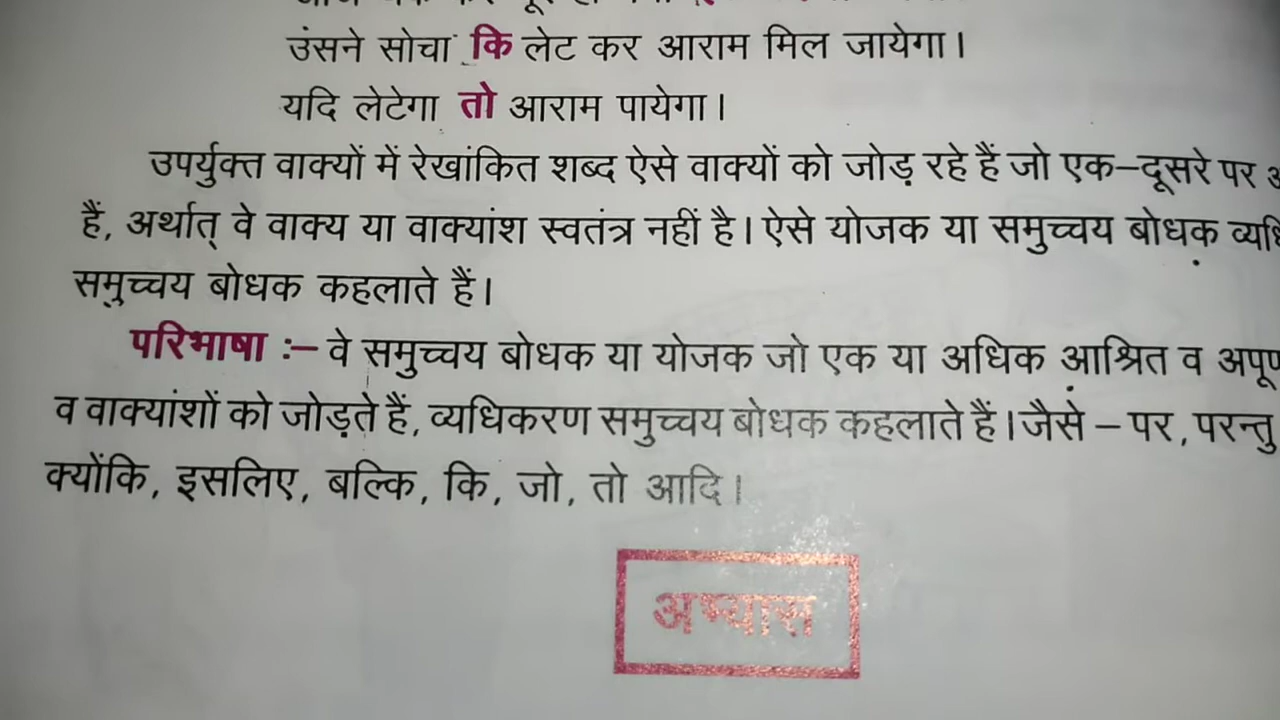 उसने सोचा कि लेट कर आराम मिल जायेगा।
यदि लेटेगा तो आराम पायेगा।
उपर्युक्त वाक्यों में रेखांकित शब्द ऐसे वाक्यों को जोड़ रहे हैं जो एक–दूसरे पर
हैं, अर्थात् वे वाक्य या वाक्यांश स्वतंत्र नहीं है। ऐसे योजक या समुच्चय बोधक
समुच्चय बोधक कहलाते हैं।
परिभाषा :– वे समुच्चय बोधक या योजक जो एक या अधिक आश्रित व
व वाक्यांशों को जोड़ते हैं, व्यधिकरण समुच्चय बोधक कहलाते हैं। जैसे – पर, परन्तु
क्योंकि, इसलिए, बल्कि, कि, जो, तो आदि।
अभ्यास